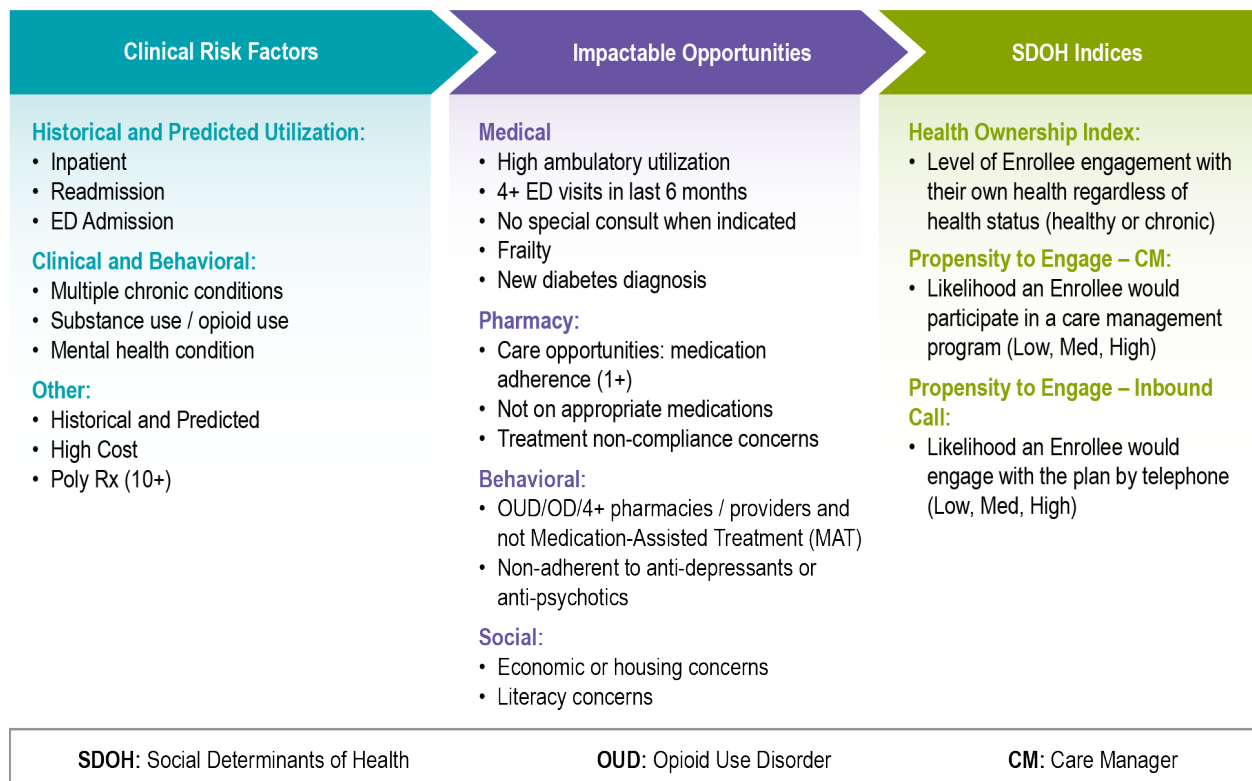 Clinical Risk Factors
Impactable Opportunities
SDOH Indices
Historical and Predicted Utilization:
• Inpatient
• Readmission
• ED Admission
Clinical and Behavioral:
• Multiple chronic conditions
• Substance use / opioid use
• Mental health condition
Other:
• Historical and Predicted
• High Cost
• Poly Rx (10+)
Medical
• High ambulatory utilization
• 4+ ED visits in last 6 months
• No special consult when indicated
• Frailty
• New diabetes diagnosis
Pharmacy:
• Care opportunities: medication
adherence (1+)
• Not on appropriate medications
• Treatment non-compliance concerns
Behavioral:
• OUD/OD/4+ pharmacies / providers and
not Medication-Assisted Treatment (MAT)
• Non-adherent to anti-depressants or
anti-psychotics
Social:
• Economic or housing concerns
• Literacy concerns
Health Ownership Index:
• Level of Enrollee engagement with
their own health regardless of
health status (healthy or chronic)
Propensity to Engage – CM:
• Likelihood an Enrollee would
participate in a care management
program (Low, Med, High)
Propensity to Engage – Inbound
Call:
• Likelihood an Enrollee would
engage with the plan by telephone
(Low, Med, High)
SDOH: Social Determinants of Health
OUD: Opioid Use Disorder
CM: Care Manager